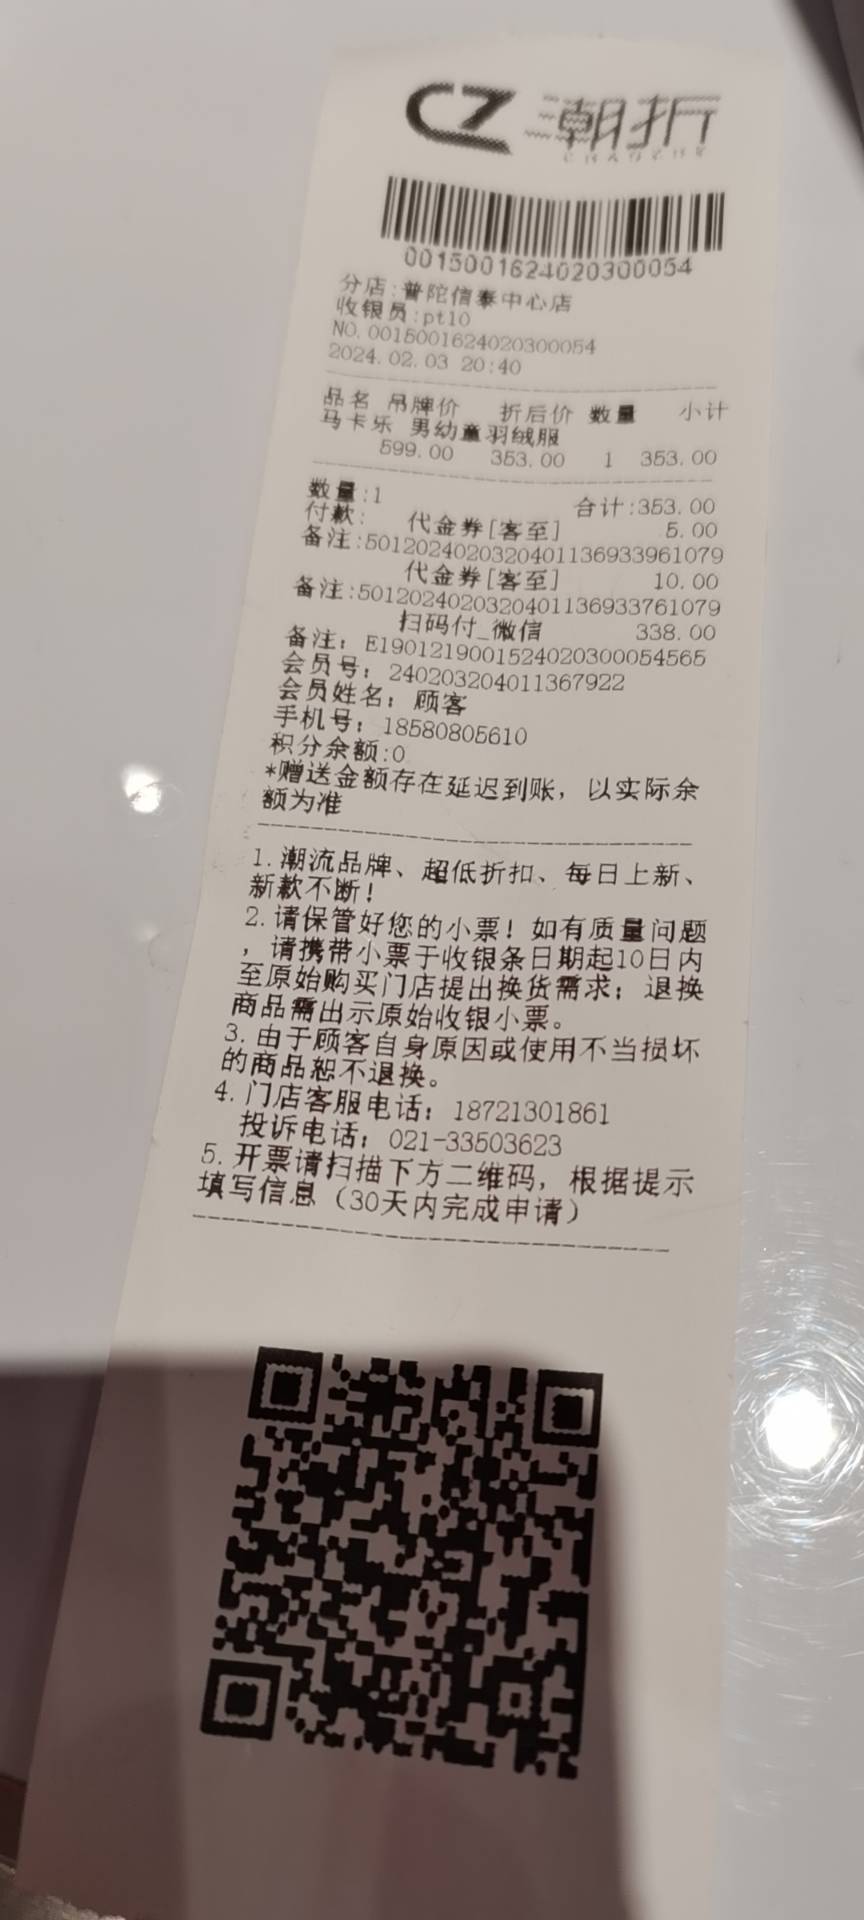 CZ 潮折
CHAOZHE
0015001624020300054
分店:普陀信泰中心店
收银员:pt10
NO.0015001624020300054
2024.02.03 20:40
品名 吊牌价 折后价 数量 小计
马卡乐 男幼童羽绒服
599.00 353.00 1 353.00
数量:1 合计:353.00
付款: 代金券[客至] 5.00
备注:5012024020320401136933961079
代金券[客至] 10.00
备注:5012024020320401136933761079
扫码付_微信 338.00
备注: E19012190015240203000545​65
会员号: 240203204011367922
会员姓名: 顾客
手机号: 18580805610
积分余额:0
*赠送金额存在延迟到账，以实际余
额为准
1.潮流品牌、超低折扣、每日上新、
新款不断!
2.请保管好您的小票! 如有质量问题
，请携带小票于收银条日期起10日内
至原始购买门店提出换货需求; 退换
商品需出示原始收银小票。
3.由于顾客自身原因或使用不当损坏
的商品恕不退换。
4.门店客服电话: 18721301861
投诉电话: 021-33503623
5.开票请扫描下方二维码，根据提示
填写信息（30天内完成申请）